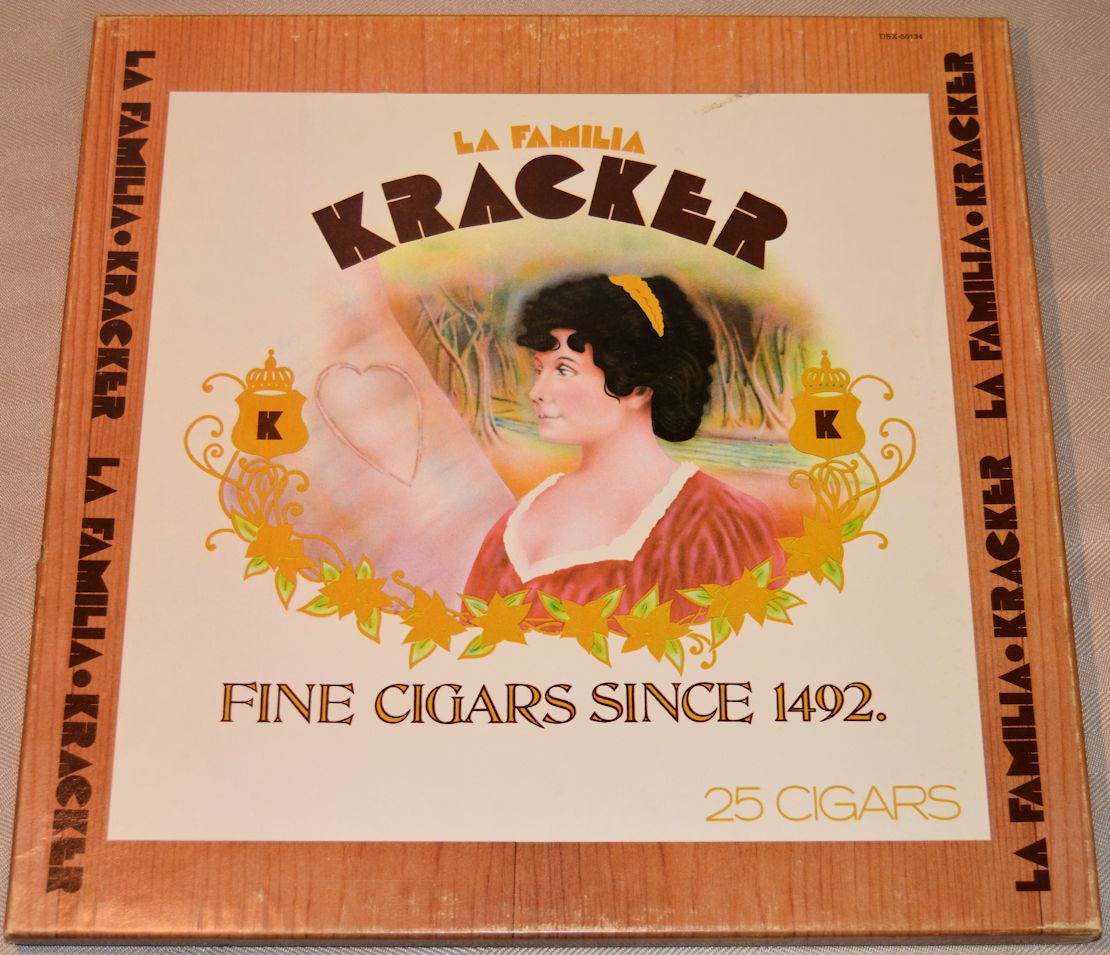 DSX-50134
LA FAMILIA
KRACKER
K
K
FINE CIGARS SINCE 1492.
25 CIGARS
LA FAMILIA • KRACKER LA FAMILIA • KRACKER
LA FAMILIA • KRACKER LA FAMILIA • KRACKER